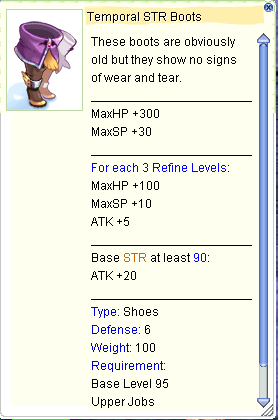 Temporal STR Boots
These boots are obviously
old but they show no signs
of wear and tear.
MaxHP +300
MaxSP +30
For each 3 Refine Levels:
MaxHP +100
MaxSP +10
ATK +5
Base STR at least 90:
ATK +20
Type: Shoes
Defense: 6
Weight: 100
Requirement:
Base Level 95
Upper Jobs